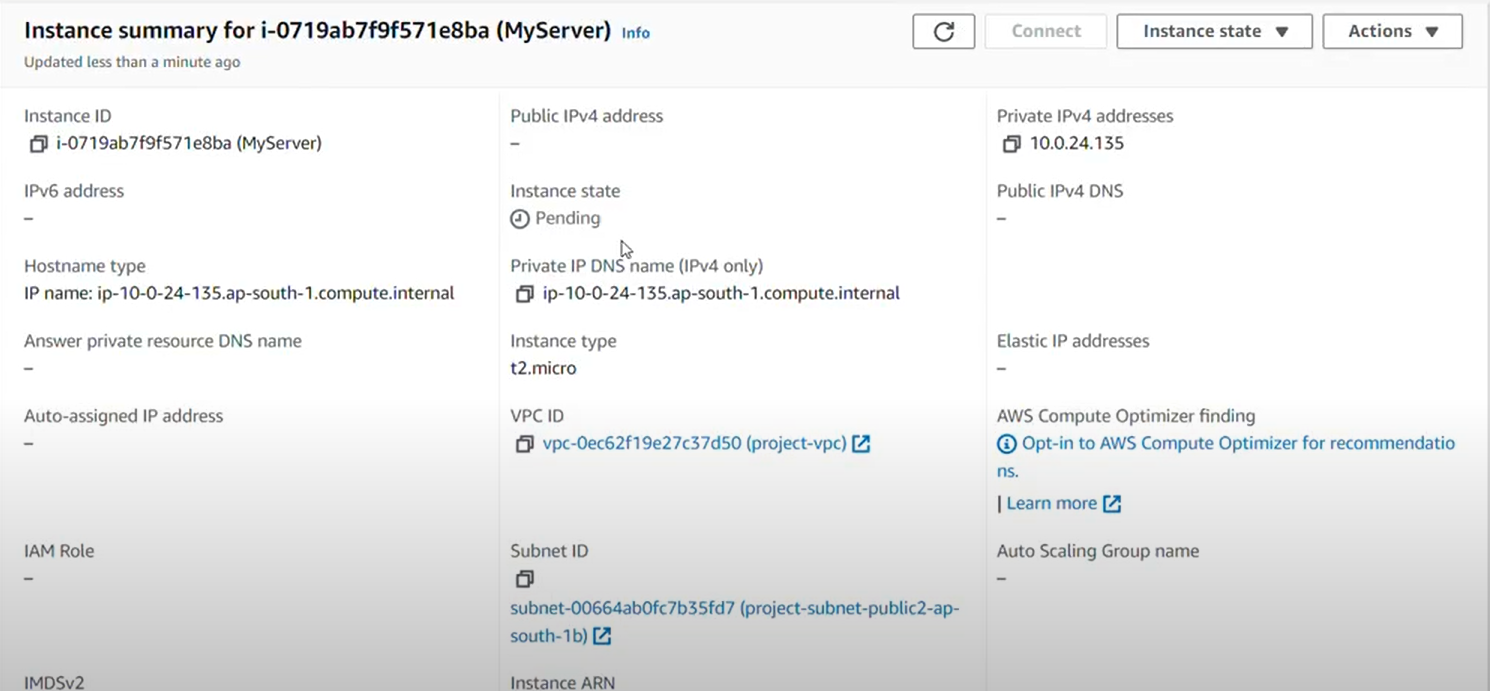 Instance summary for i-0719ab7f9f571e8ba (MyServer) Info
Updated less than a minute ago
Connect
Instance state
Actions
Instance ID
i-0719ab7f9f571e8ba (MyServer)
Public IPv4 address
–
Private IPv4 addresses
10.0.24.135
IPv6 address
–
Instance state
Pending
Public IPv4 DNS
–
Hostname type
IP name: ip-10-0-24-135.ap-south-1.compute.internal
Private IP DNS name (IPv4 only)
ip-10-0-24-135.ap-south-1.compute.internal
Answer private resource DNS name
–
Instance type
t2.micro
Elastic IP addresses
–
Auto-assigned IP address
–
VPC ID
vpc-0ec62f19e27c37d50 (project-vpc)
AWS Compute Optimizer finding
Opt-in to AWS Compute Optimizer for recommendatio
ns.
| Learn more
IAM Role
–
Subnet ID
subnet-00664ab0fc7b35fd7 (project-subnet-public2-ap-
south-1b)
Auto Scaling Group name
–
IMDSv2
Instance ARN